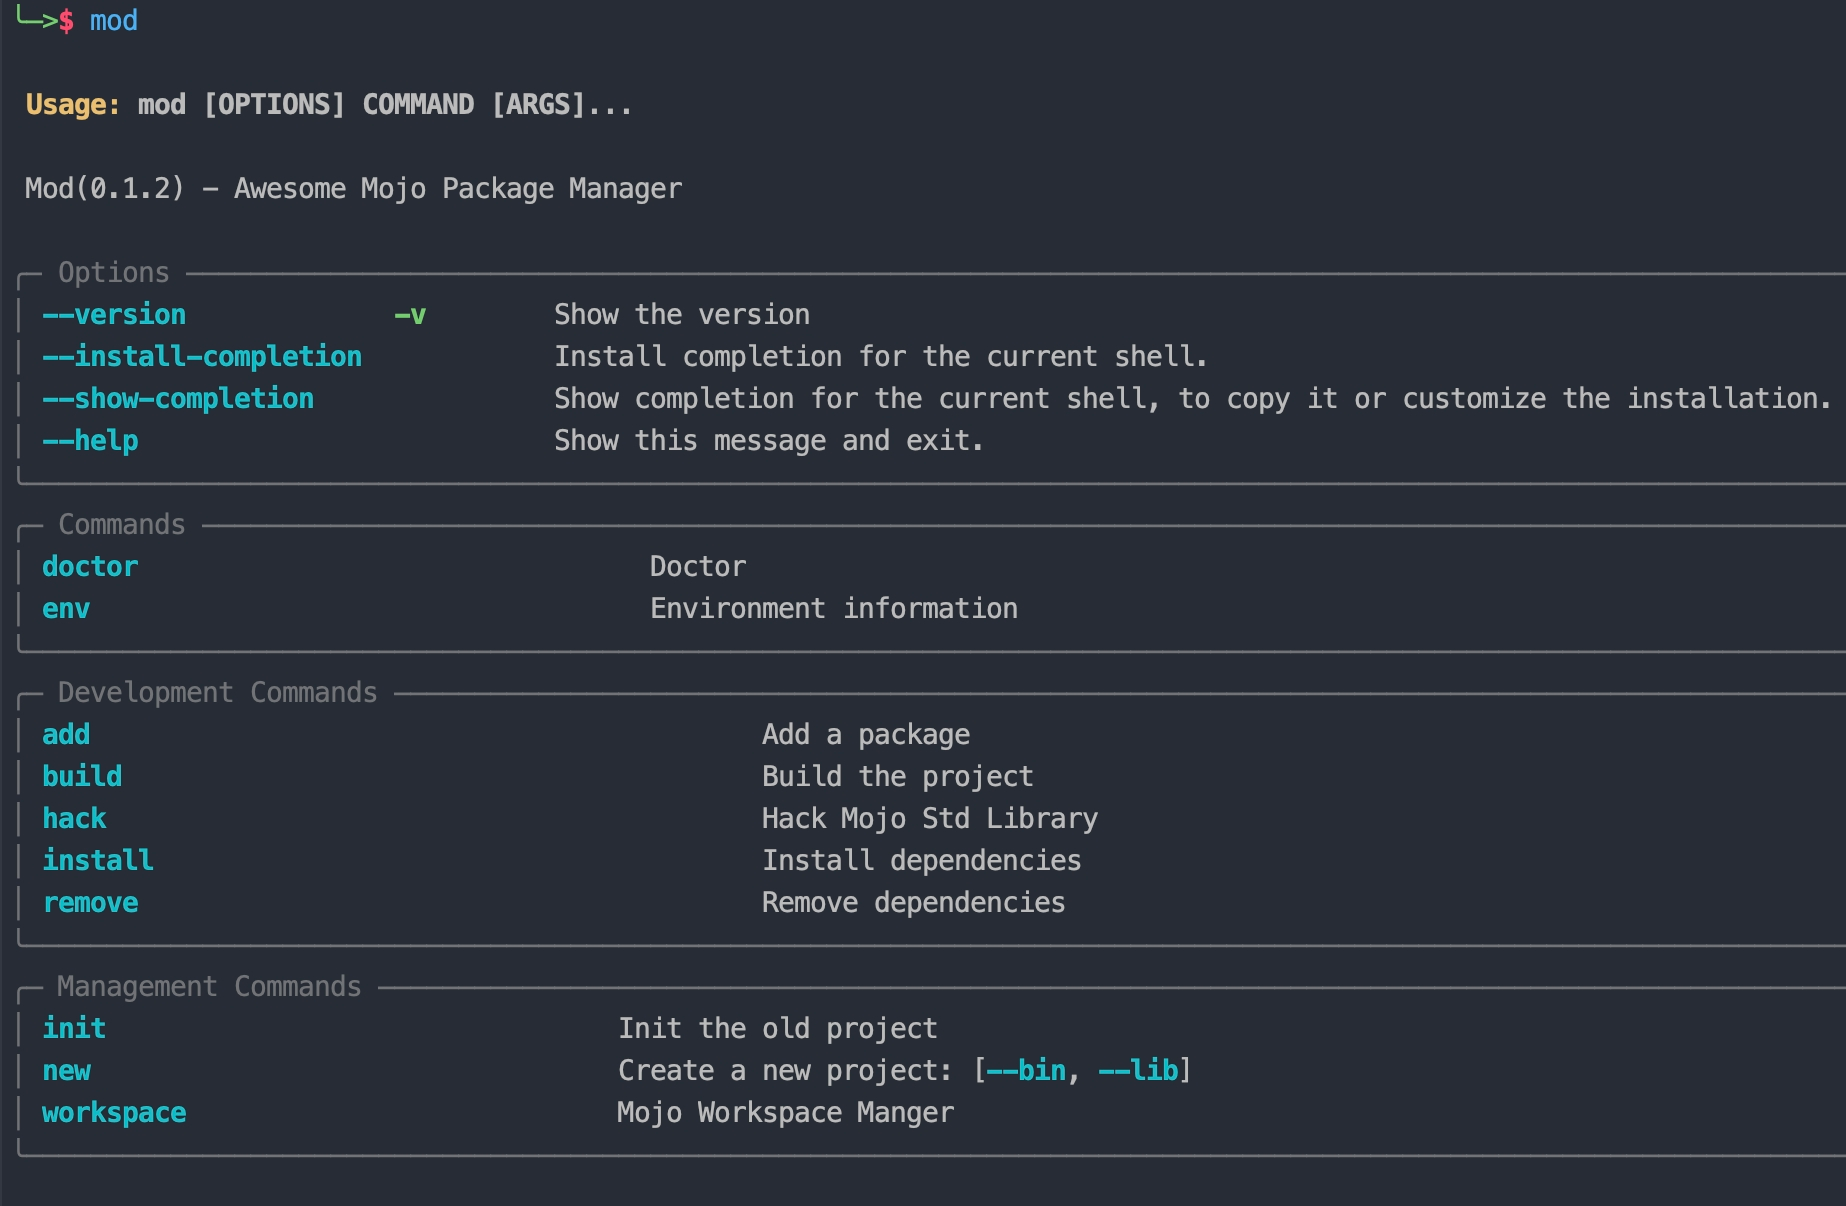 └─>$ mod
Usage: mod [OPTIONS] COMMAND [ARGS]...
Mod(0.1.2) - Awesome Mojo Package Manager
Options
--version -v Show the version
--install-completion Install completion for the current shell.
--show-completion Show completion for the current shell, to copy it or customize the installation.
--help Show this message and exit.
Commands
doctor Doctor
env Environment information
Development Commands
add Add a package
build Build the project
hack Hack Mojo Std Library
install Install dependencies
remove Remove dependencies
Management Commands
init Init the old project
new Create a new project: [--bin, --lib]
workspace Mojo Workspace Manger